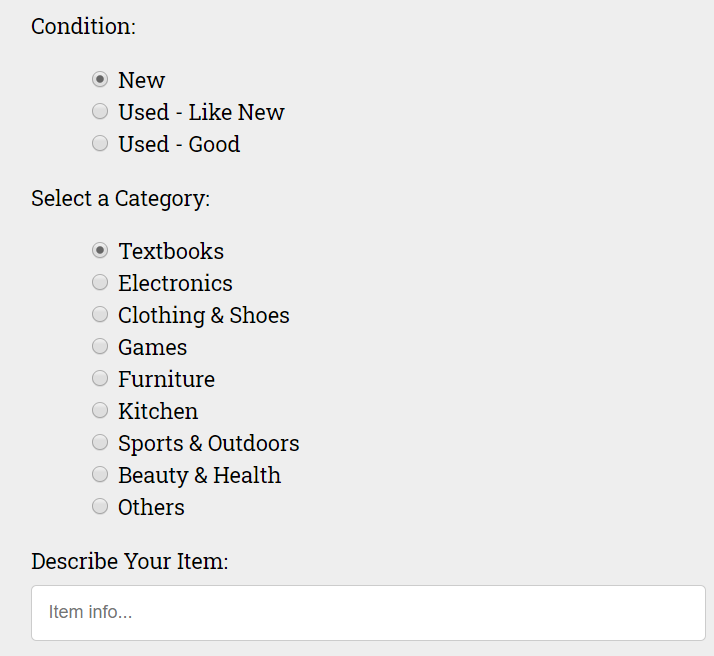 Condition:
New
Used - Like New
Used - Good
Select a Category:
Textbooks
Electronics
Clothing & Shoes
Games
Furniture
Kitchen
Sports & Outdoors
Beauty & Health
Others
Describe Your Item:
Item info...